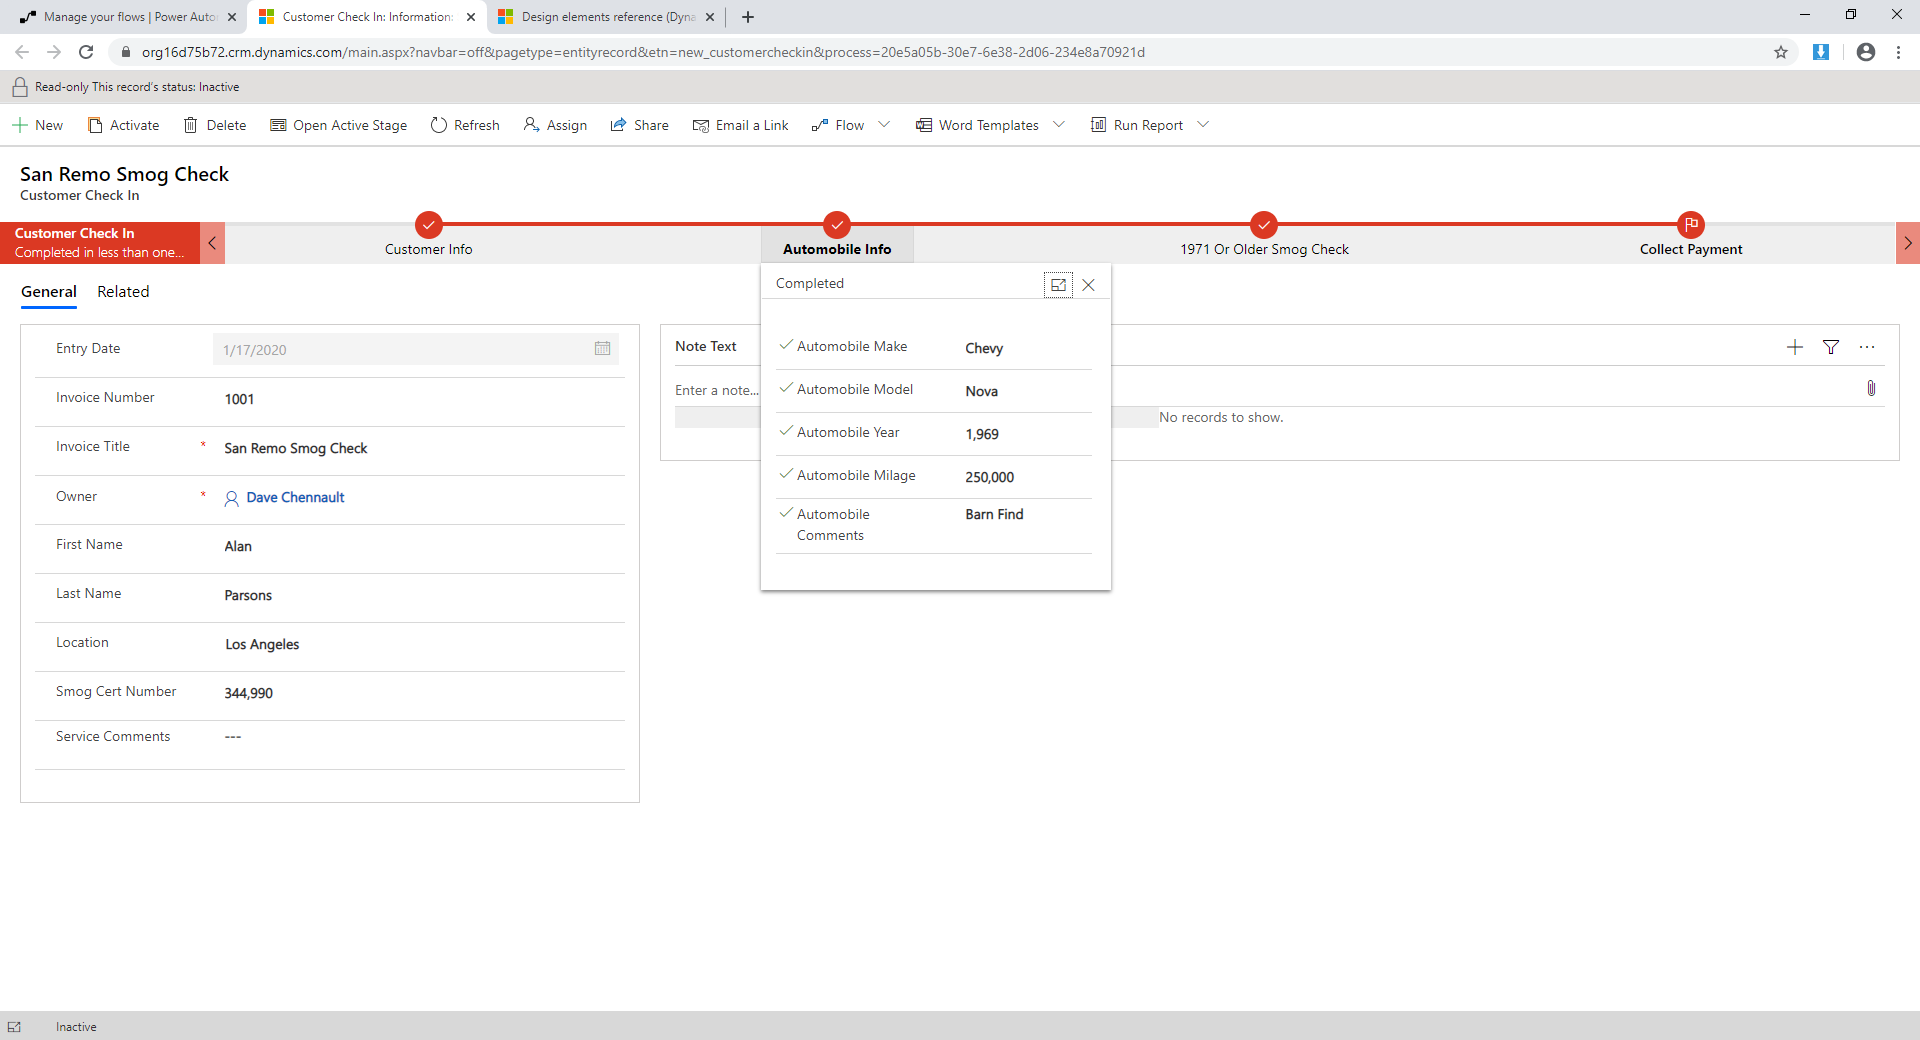 Manage your flows | Power Auto
Customer Check In: Information:
Design elements reference (Dyna
org16d75b72.crm.dynamics.com/main.aspx?navbar=off&pagetype=entityrecord&etn=new_customercheckin&process=20e5a05b-30e7-6e38-2d06-234e8a70921d
Read-only This record's status: Inactive
New Activate Delete Open Active Stage Refresh Assign Share Email a Link Flow Word Templates Run Report
San Remo Smog Check
Customer Check In
Customer Check In
Completed in less than one...
Customer Info
Automobile Info
1971 Or Older Smog Check
Collect Payment
General Related
Entry Date 1/17/2020
Invoice Number 1001
Invoice Title * San Remo Smog Check
Owner * Dave Chennault
First Name Alan
Last Name Parsons
Location Los Angeles
Smog Cert Number 344,990
Service Comments ---
Completed
Automobile Make Chevy
Automobile Model Nova
Automobile Year 1,969
Automobile Milage 250,000
Automobile Barn Find
Comments
Note Text
Enter a note...
No records to show.
Inactive